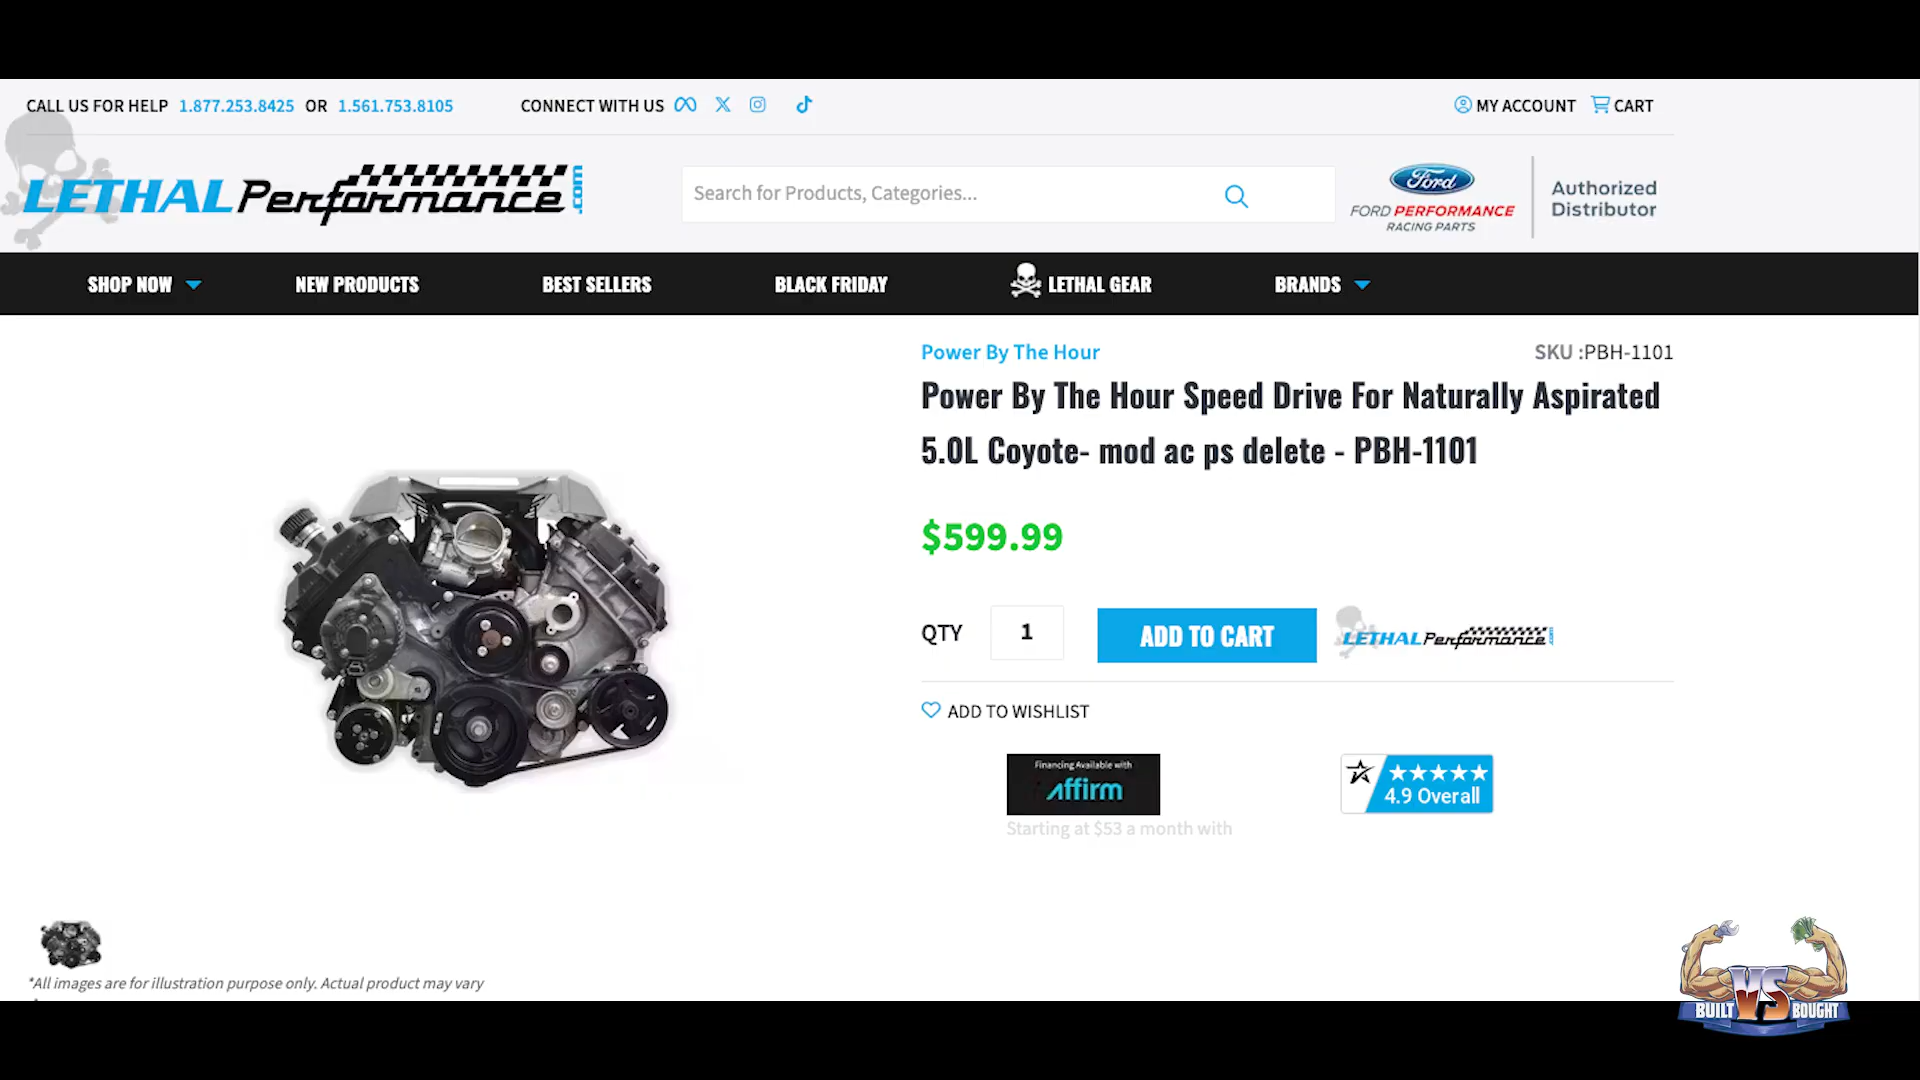 CALL US FOR HELP 1.877.253.8425 OR 1.561.753.8105 CONNECT WITH US MY ACCOUNT CART
LETHAL Performance.com
Search for Products, Categories...
Ford
FORD PERFORMANCE
RACING PARTS
Authorized
Distributor
SHOP NOW NEW PRODUCTS BEST SELLERS BLACK FRIDAY LETHAL GEAR BRANDS
Power By The Hour SKU :PBH-1101
Power By The Hour Speed Drive For Naturally Aspirated
5.0L Coyote- mod ac ps delete - PBH-1101
$599.99
QTY 1 ADD TO CART LETHAL Performance.com
ADD TO WISHLIST
Financing Available with
affirm
Starting at $53 a month with
4.9 Overall
*All images are for illustration purpose only. Actual product may vary
BUILT VS BOUGHT